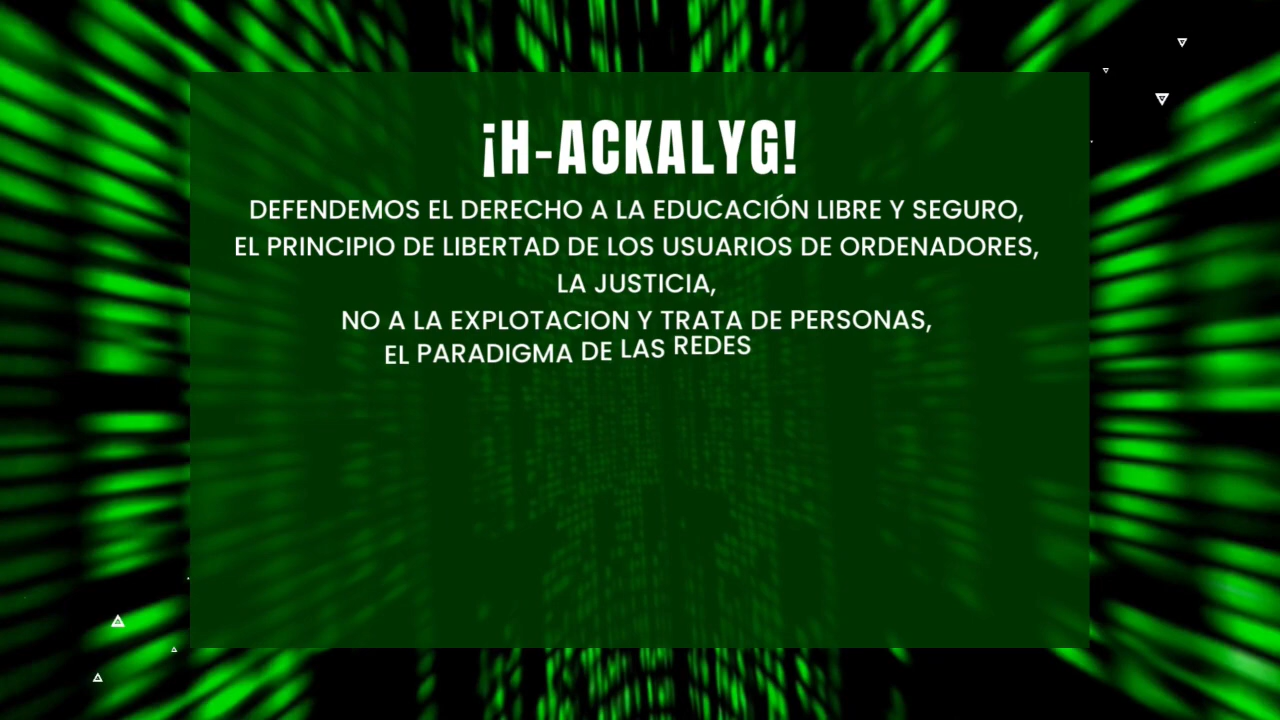 ¡H-ACKALYG!
DEFENDEMOS EL DERECHO A LA EDUCACIÓN LIBRE Y SEGURO,
EL PRINCIPIO DE LIBERTAD DE LOS USUARIOS DE ORDENADORES,
LA JUSTICIA,
NO A LA EXPLOTACION Y TRATA DE PERSONAS,
EL PARADIGMA DE LAS REDES